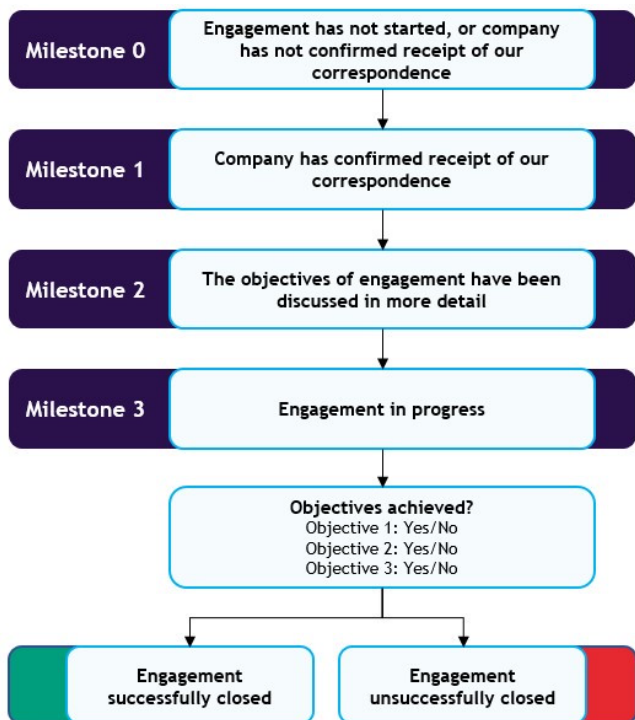 Milestone 0
Engagement has not started, or company
has not confirmed receipt of our
correspondence
Milestone 1
Company has confirmed receipt of our
correspondence
Milestone 2
The objectives of engagement have been
discussed in more detail
Milestone 3
Engagement in progress
Objectives achieved?
Objective 1: Yes/No
Objective 2: Yes/No
Objective 3: Yes/No
Engagement
successfully closed
Engagement
unsuccessfully closed